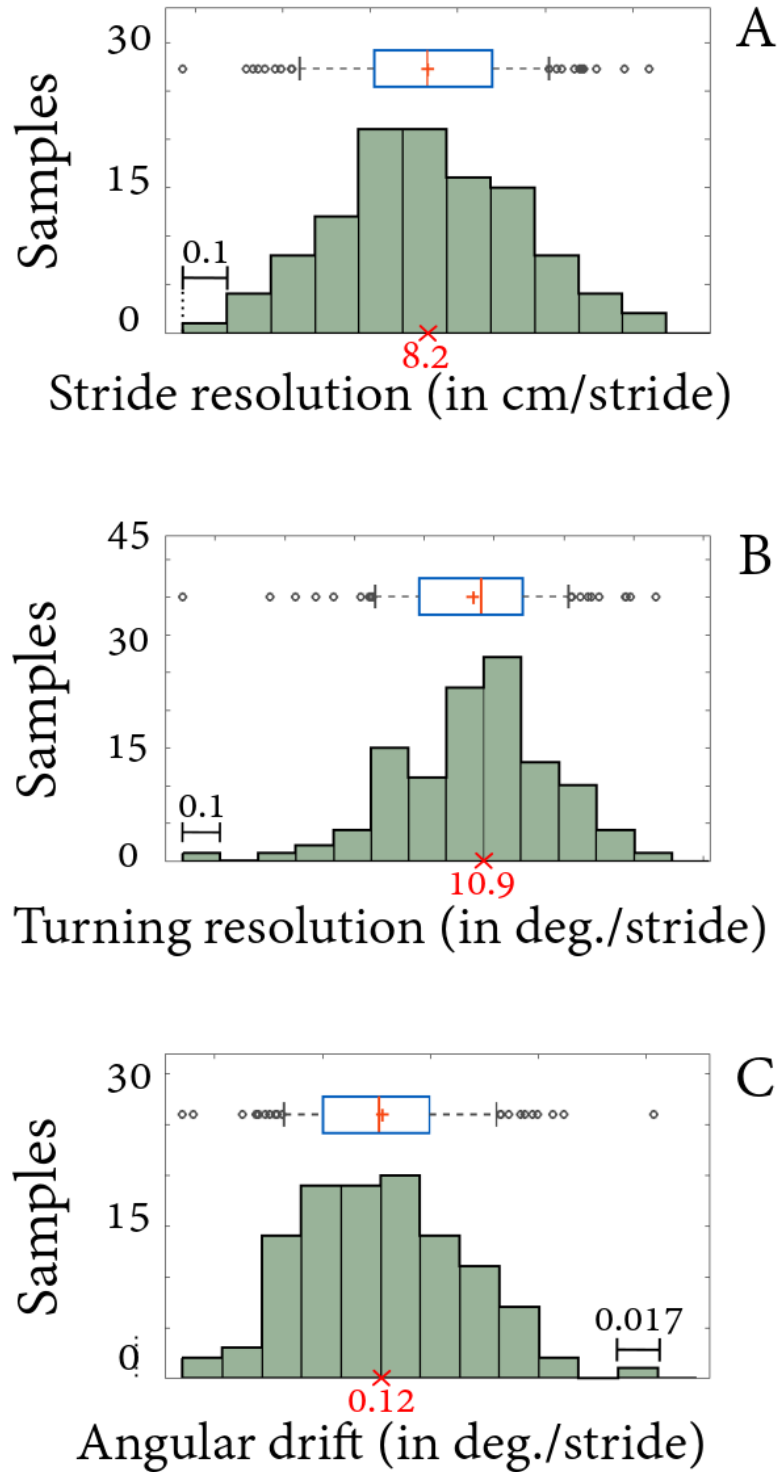 A
30
Samples
15
0.1
0
8.2
Stride resolution (in cm/stride)
B
45
30
Samples
15
0.1
0
10.9
Turning resolution (in deg./stride)
C
30
Samples
15
0.017
0
0.12
Angular drift (in deg./stride)